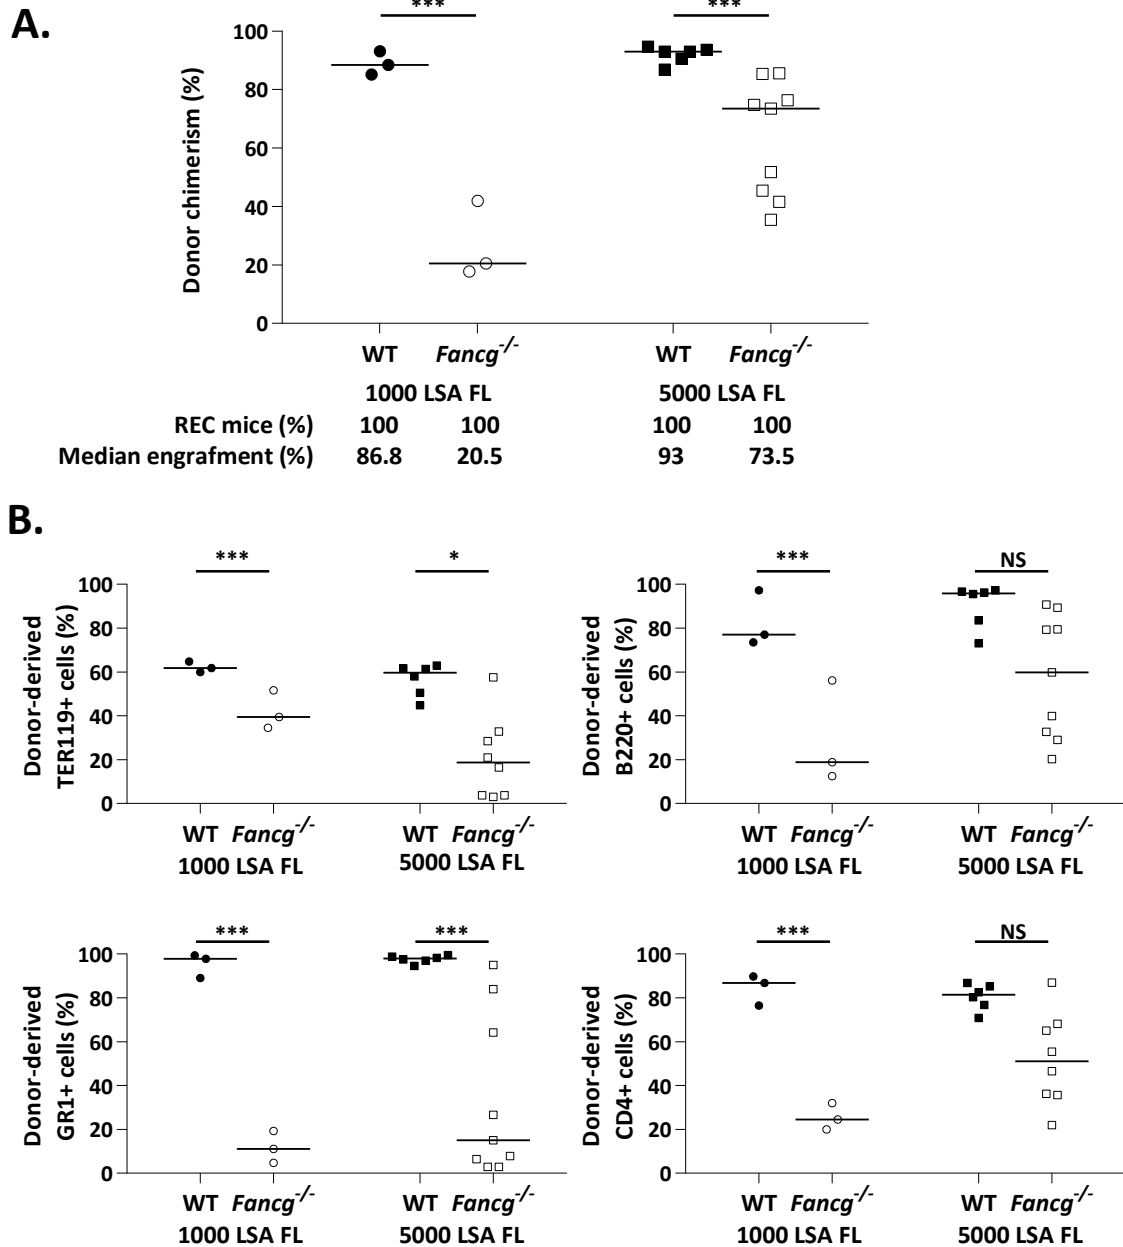 A.
*** ***
Donor chimerism (%)
100
80
60
40
20
0
WT Fancg-/- WT Fancg-/-
1000 LSA FL 5000 LSA FL
REC mice (%) 100 100 100 100
Median engrafment (%) 86.8 20.5 93 73.5
B.
*** *
Donor-derived
TER119+ cells (%)
100
80
60
40
20
0
WT Fancg-/- WT Fancg-/-
1000 LSA FL 5000 LSA FL
*** NS
Donor-derived
B220+ cells (%)
100
80
60
40
20
0
WT Fancg-/- WT Fancg-/-
1000 LSA FL 5000 LSA FL
*** ***
Donor-derived
GR1+ cells (%)
100
80
60
40
20
0
WT Fancg-/- WT Fancg-/-
1000 LSA FL 5000 LSA FL
*** NS
Donor-derived
CD4+ cells (%)
100
80
60
40
20
0
WT Fancg-/- WT Fancg-/-
1000 LSA FL 5000 LSA FL